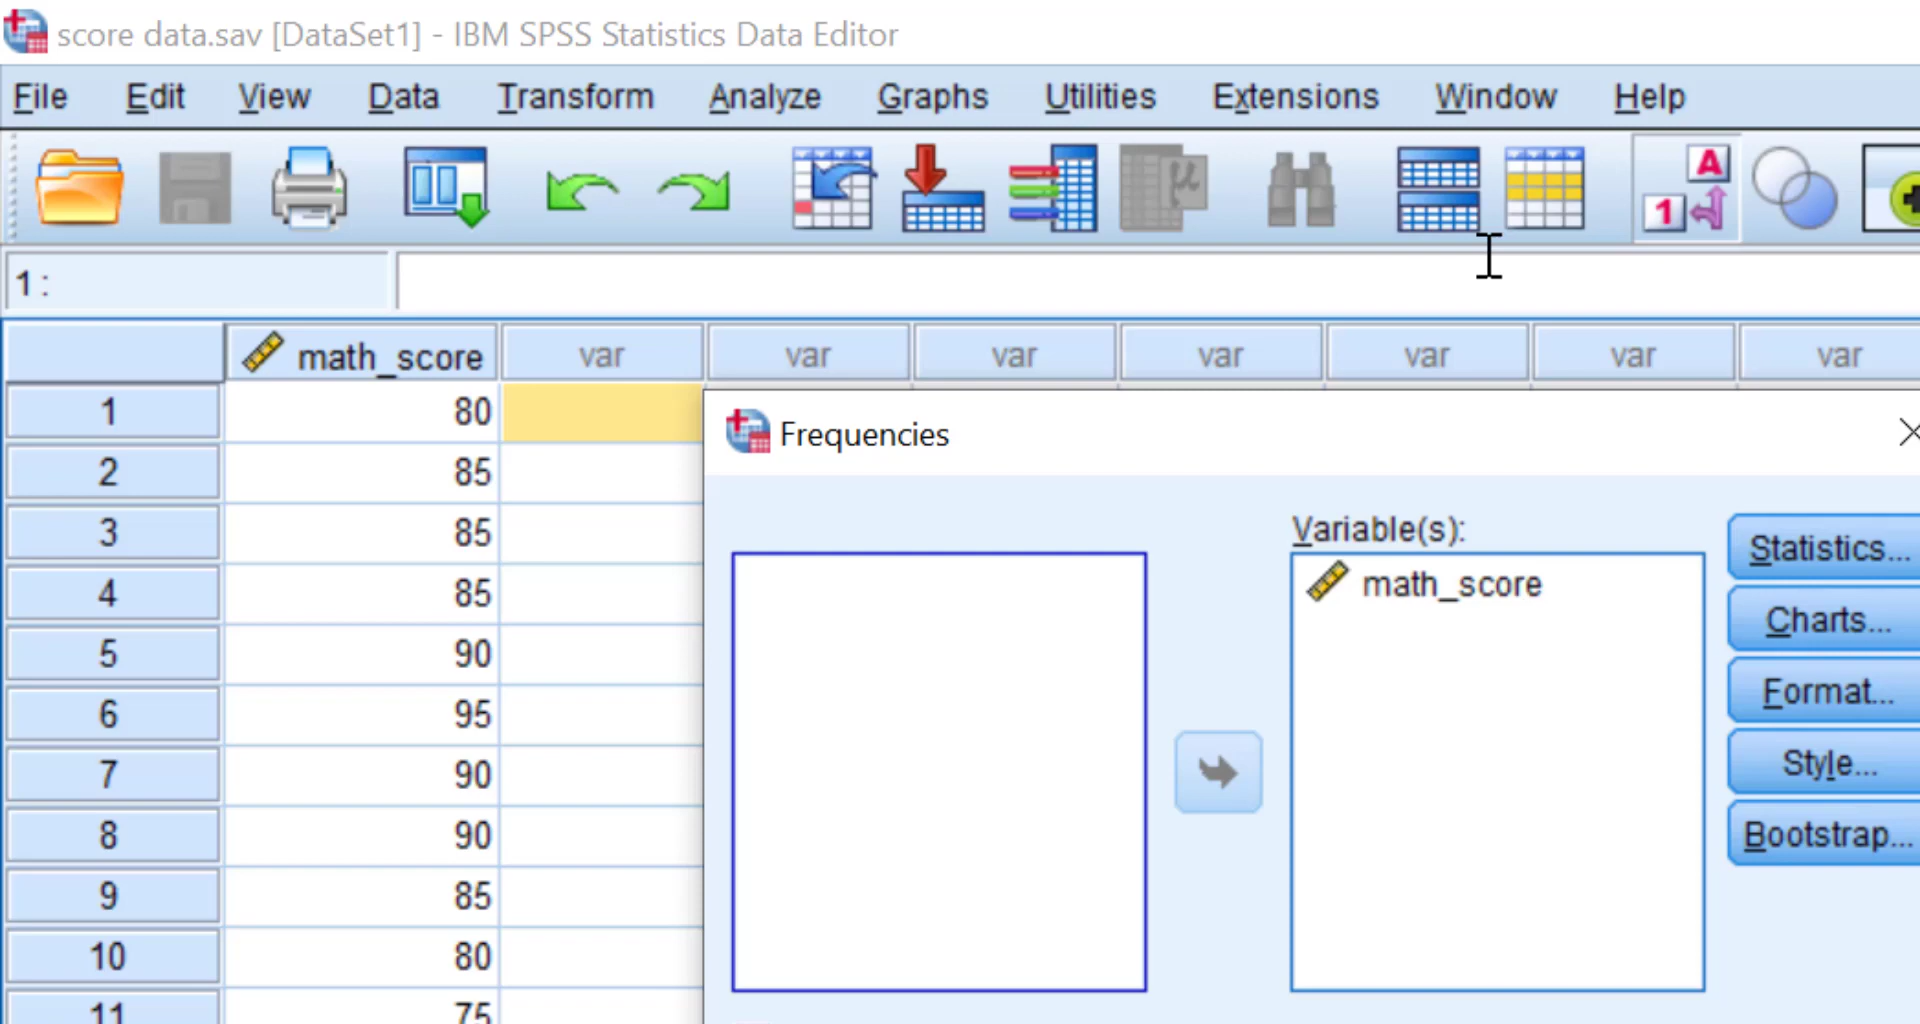 score data.sav [DataSet1] - IBM SPSS Statistics Data Editor
File Edit View Data Transform Analyze Graphs Utilities Extensions Window Help
A
1
μ
1 :
math_score var var var var var var var
1 80
2 85
3 85
4 85
5 90
6 95
7 90
8 90
9 85
10 80
11 75
Frequencies
Variable(s):
math_score
Statistics...
Charts...
Format...
Style...
Bootstrap...